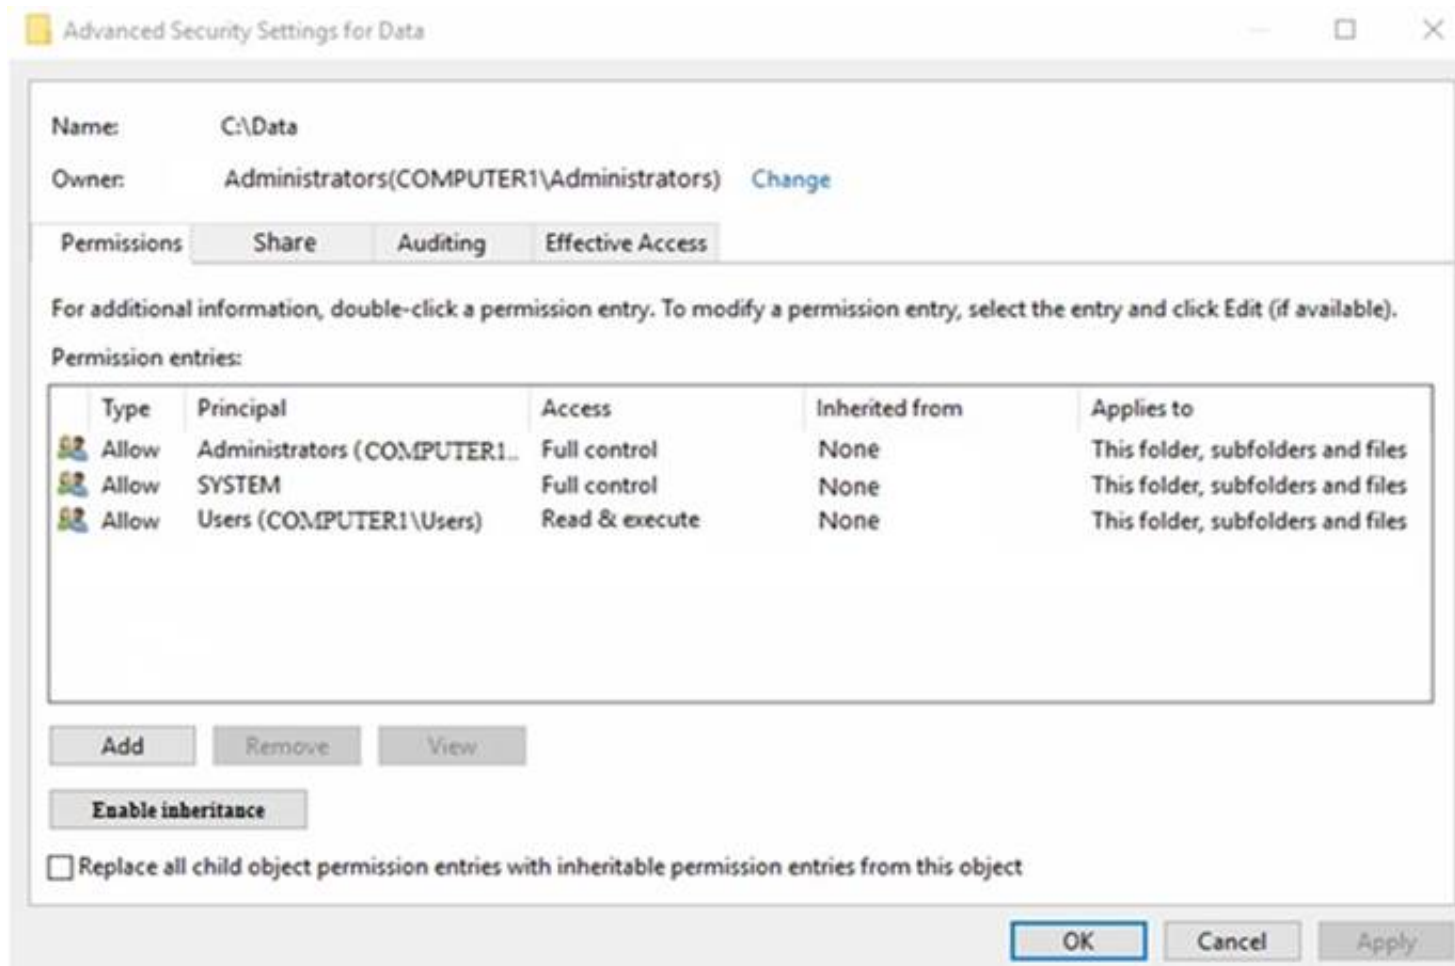 Advanced Security Settings for Data
Name: C:\Data
Owner: Administrators(COMPUTER1\Administrators) Change
Permissions Share Auditing Effective Access
For additional information, double-click a permission entry. To modify a permission entry, select the entry and click Edit (if available).
Permission entries:
Type Principal Access Inherited from Applies to
Allow Administrators (COMPUTER1.. Full control None This folder, subfolders and files
Allow SYSTEM Full control None This folder, subfolders and files
Allow Users (COMPUTER1\Users) Read & execute None This folder, subfolders and files
Add Remove View
Enable inheritance
Replace all child object permission entries with inheritable permission entries from this object
OK Cancel Apply